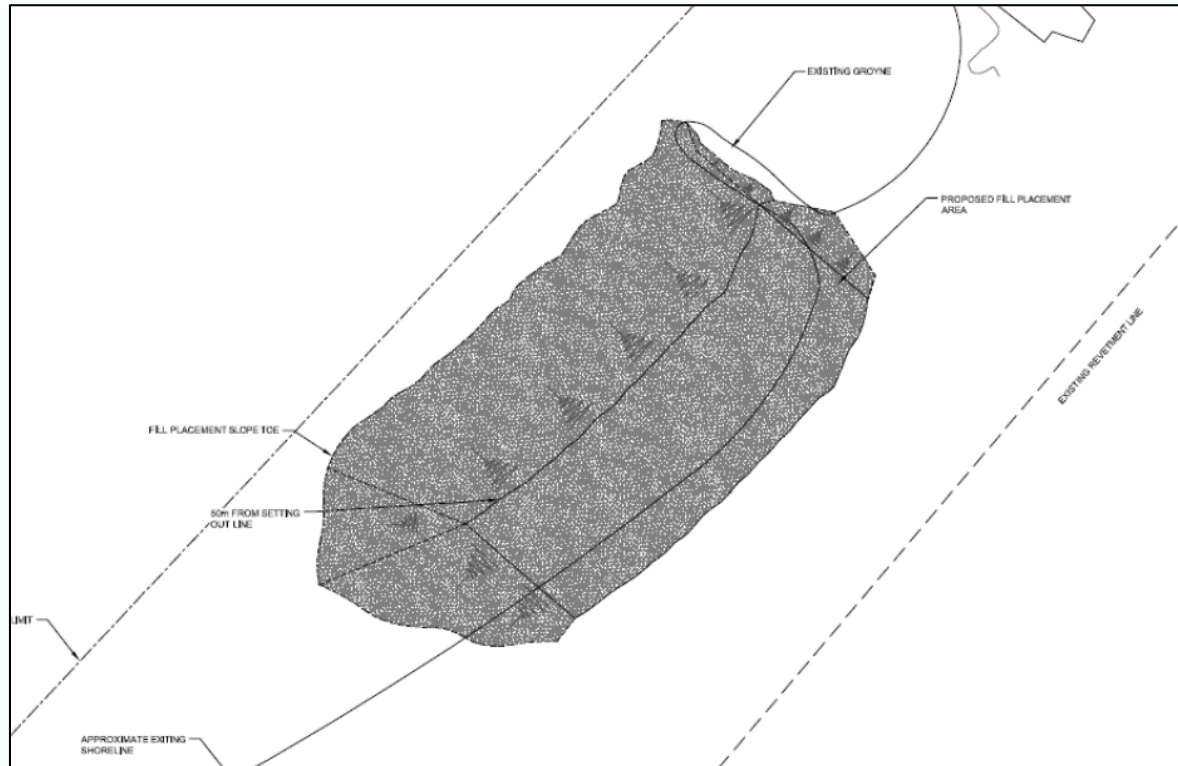 EXISTING GROYNE
PROPOSED FILL PLACEMENT
AREA
EXISTING REVETMENT LINE
FILL PLACEMENT SLOPE TOE
50m FROM SETTING
OUT LINE
LIMIT
APPROXIMATE EXITING
SHORELINE